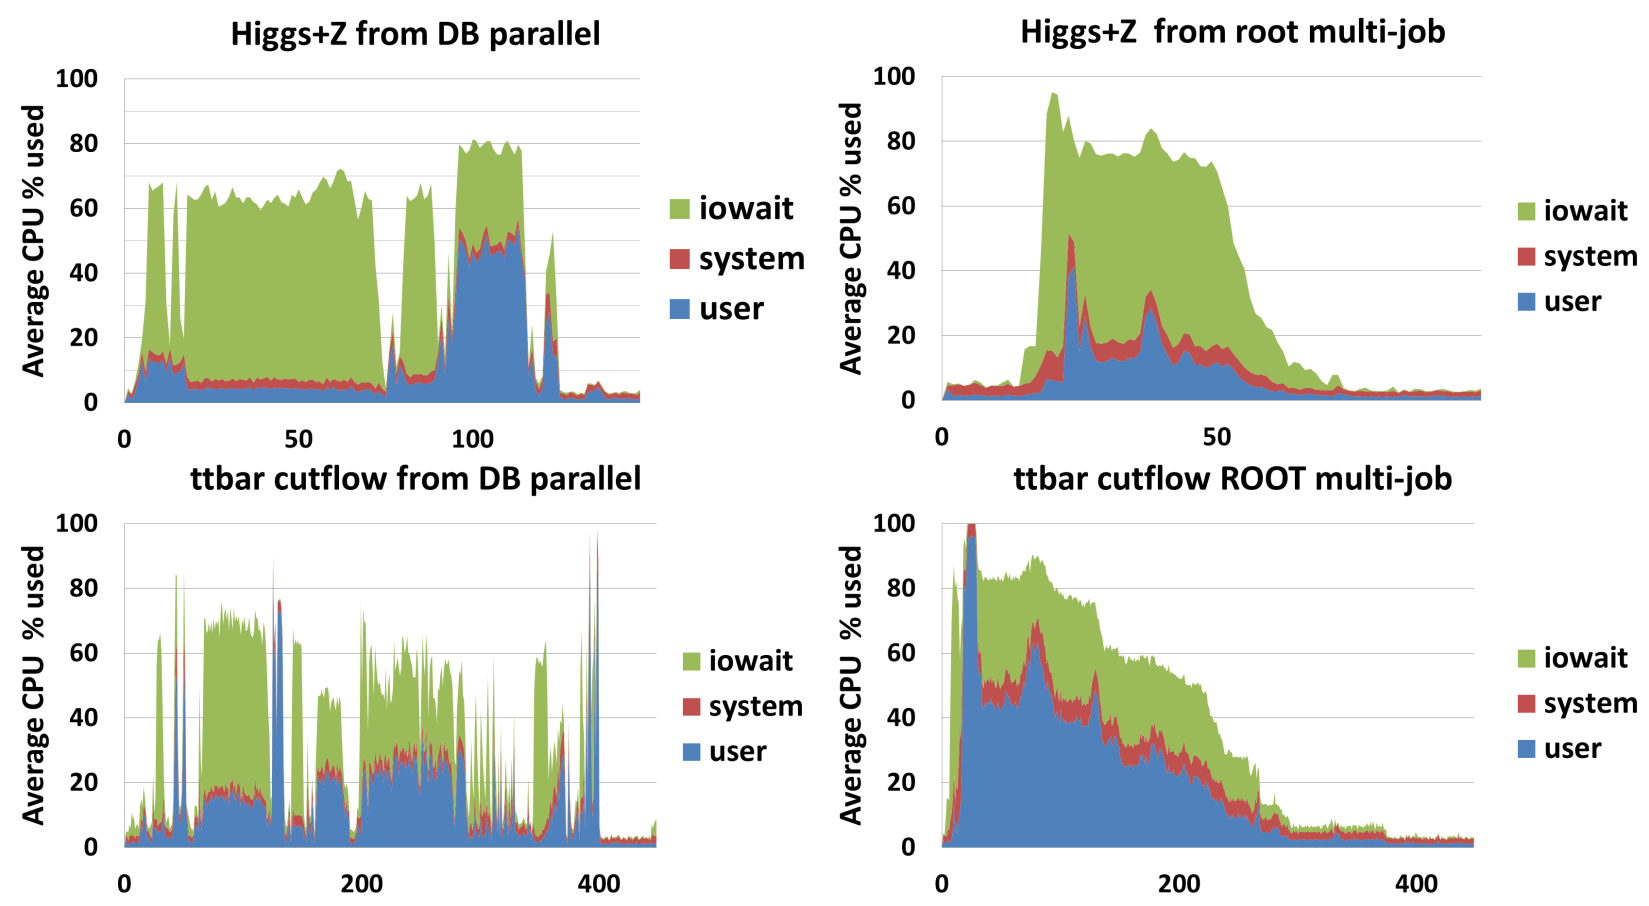 Higgs+Z from DB parallel
Average CPU % used
100
80
60
40
20
0
0 50 100
iowait
system
user
Higgs+Z from root multi-job
Average CPU % used
100
80
60
40
20
0
0 50
iowait
system
user
ttbar cutflow from DB parallel
Average CPU % used
100
80
60
40
20
0
0 200 400
iowait
system
user
ttbar cutflow ROOT multi-job
Average CPU % used
100
80
60
40
20
0
0 200 400
iowait
system
user